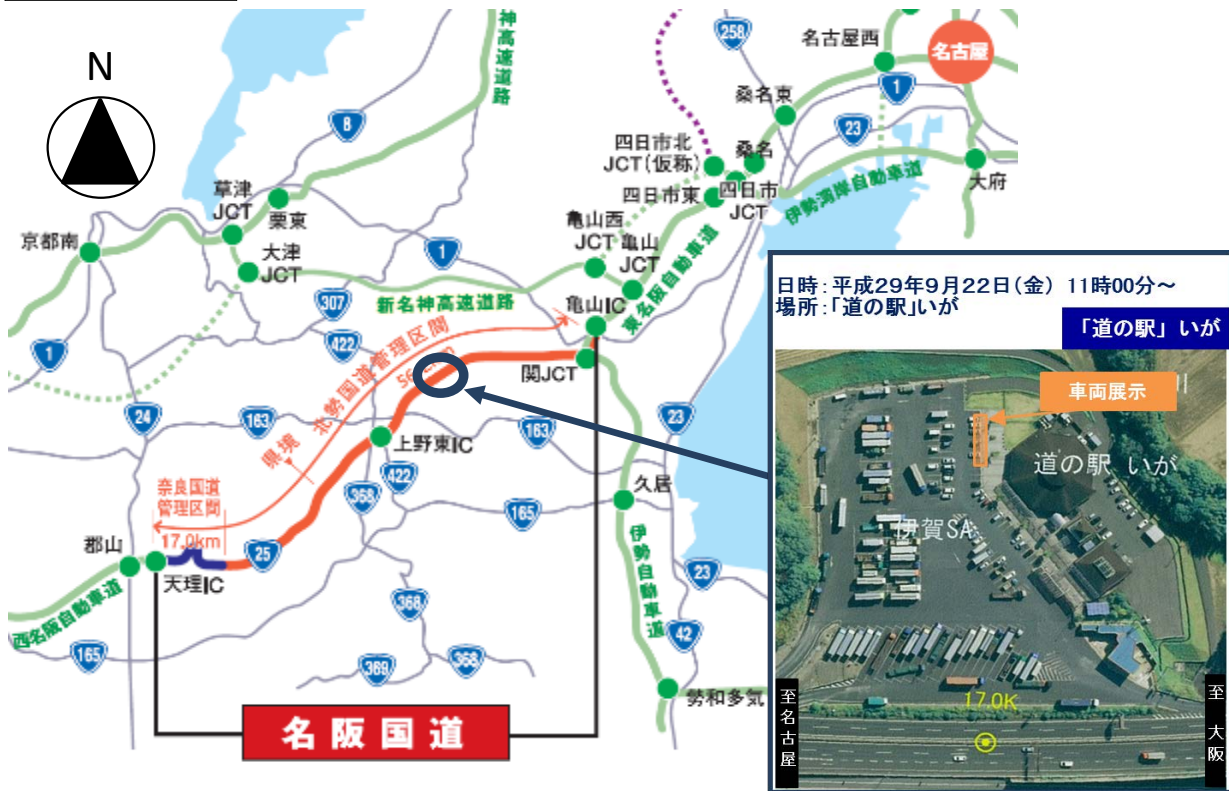 N
神高速道路
8
258
名古屋西
名古屋
1
桑名東
23
四日市北
JCT(仮称)
桑名
四日市東
四日市
JCT
伊勢湾岸自動車道
大府
草津
JCT
栗東
京都南
大津
JCT
1
亀山西
JCT
亀山
JCT
東名阪自動車道
307
新名神高速道路
亀山IC
422
1
北勢国道管理区間
関JCT
24
163
163
23
県境
上野東IC
422
368
奈良国道
管理区間
17.0km
165
久居
郡山
25
天理IC
伊勢自動車道
23
西名阪自動車道
368
165
369
368
42
勢和多気
名阪国道
日時:平成29年9月22日(金) 11時00分~
場所:「道の駅」いが
「道の駅」いが
車両展示
道の駅 いが
伊賀SA
17.0K
至名古屋
至大阪